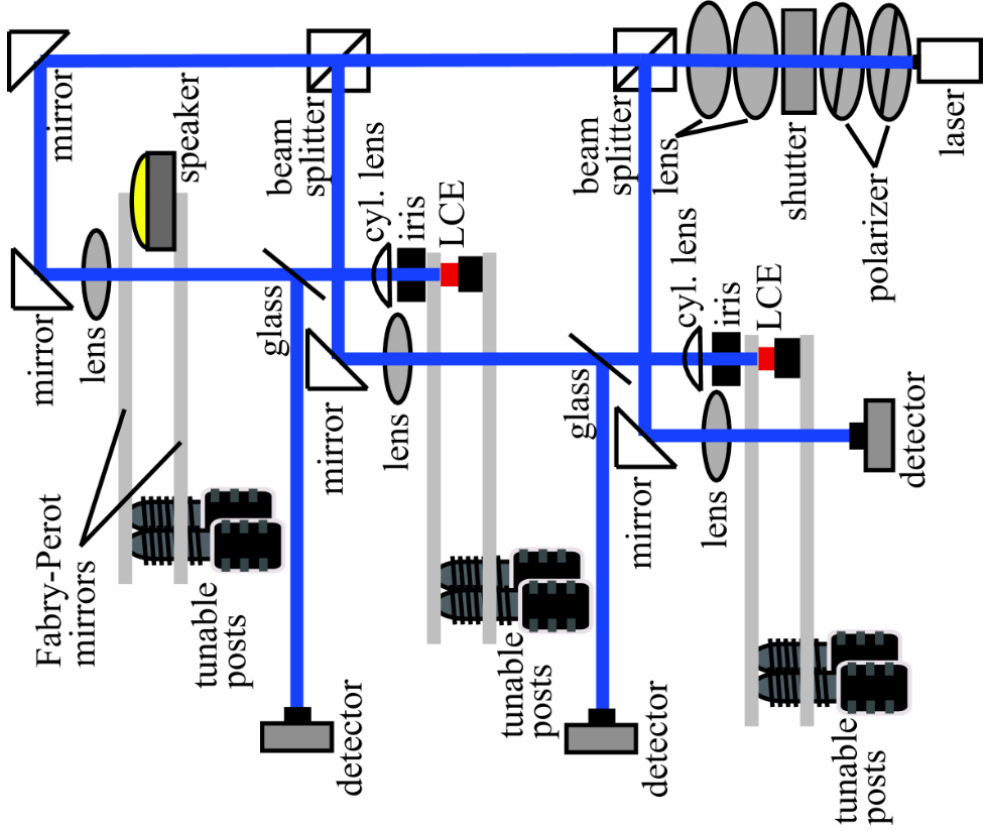 mirror
speaker
mirror
lens
beam
splitter
beam
splitter
lens
shutter
polarizer
laser
cyl. lens
iris
LCE
glass
mirror
lens
cyl. lens
iris
LCE
glass
mirror
lens
detector
Fabry-Perot
mirrors
tunable
posts
detector
tunable
posts
detector
tunable
posts